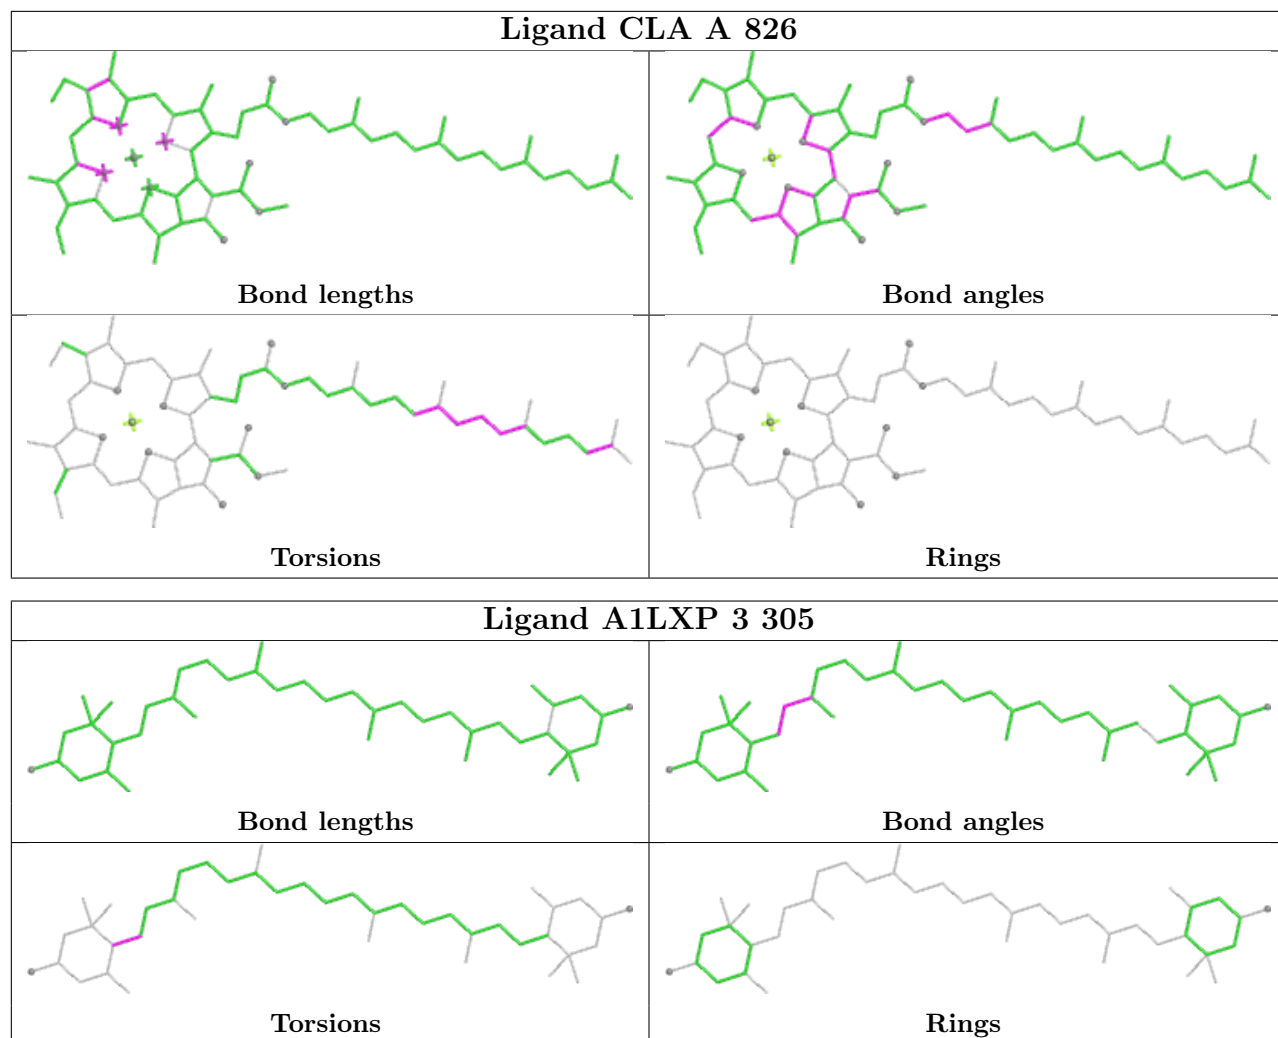 Ligand CLA A 826
Bond lengths
Bond angles
Torsions
Rings
Ligand A1LXP 3 305
Bond lengths
Bond angles
Torsions
Rings